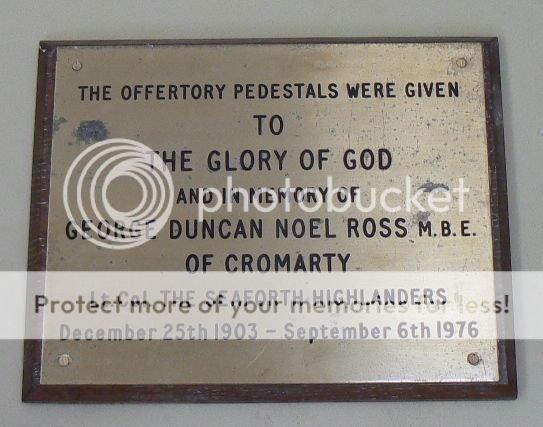 THE OFFERTORY PEDESTALS WERE GIVEN
TO
THE GLORY OF GOD
AND IN MEMORY OF
photobucket
GEORGE DUNCAN NOEL ROSS M.B.E.
OF CROMARTY
Lt Col. THE SEAFORTH HIGHLANDERS
Protect more of your memories for less!
December 25th 1903 - September 6th 1976